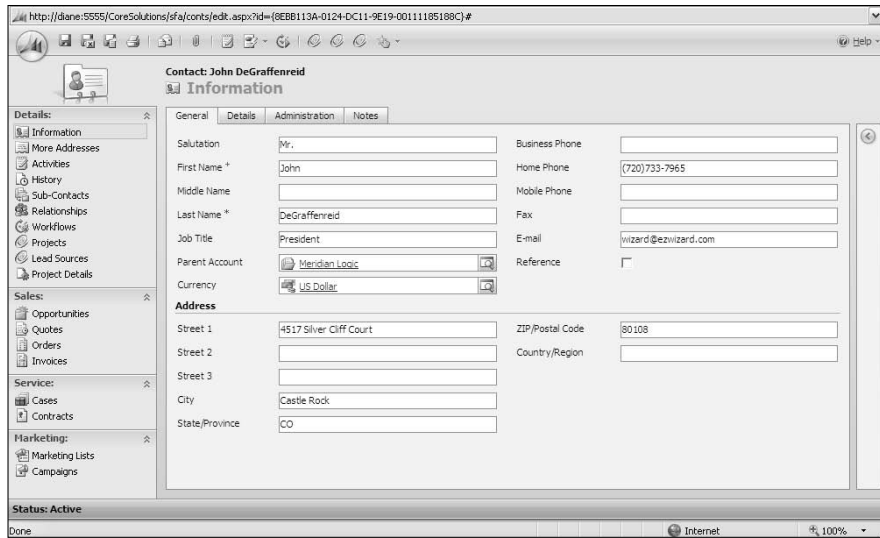 http://diane:5555/CoreSolutions/sfa/conts/edit.aspx?id={8EBB113A-0124-DC11-9E19-00111185188C}#
Help
Contact: John DeGraffenreid
Information
Details:
Information
More Addresses
Activities
History
Sub-Contacts
Relationships
Workflows
Projects
Lead Sources
Project Details
Sales:
Opportunities
Quotes
Orders
Invoices
Service:
Cases
Contracts
Marketing:
Marketing Lists
Campaigns
General Details Administration Notes
Salutation Mr. Business Phone
First Name * John Home Phone (720)733-7965
Middle Name Mobile Phone
Last Name * DeGraffenreid Fax
Job Title President E-mail wizard@ezwizard.com
Parent Account Meridian Logic Reference
Currency US Dollar
Address
Street 1 4517 Silver Cliff Court ZIP/Postal Code 80108
Street 2 Country/Region
Street 3
City Castle Rock
State/Province CO
Status: Active
Done Internet 100%